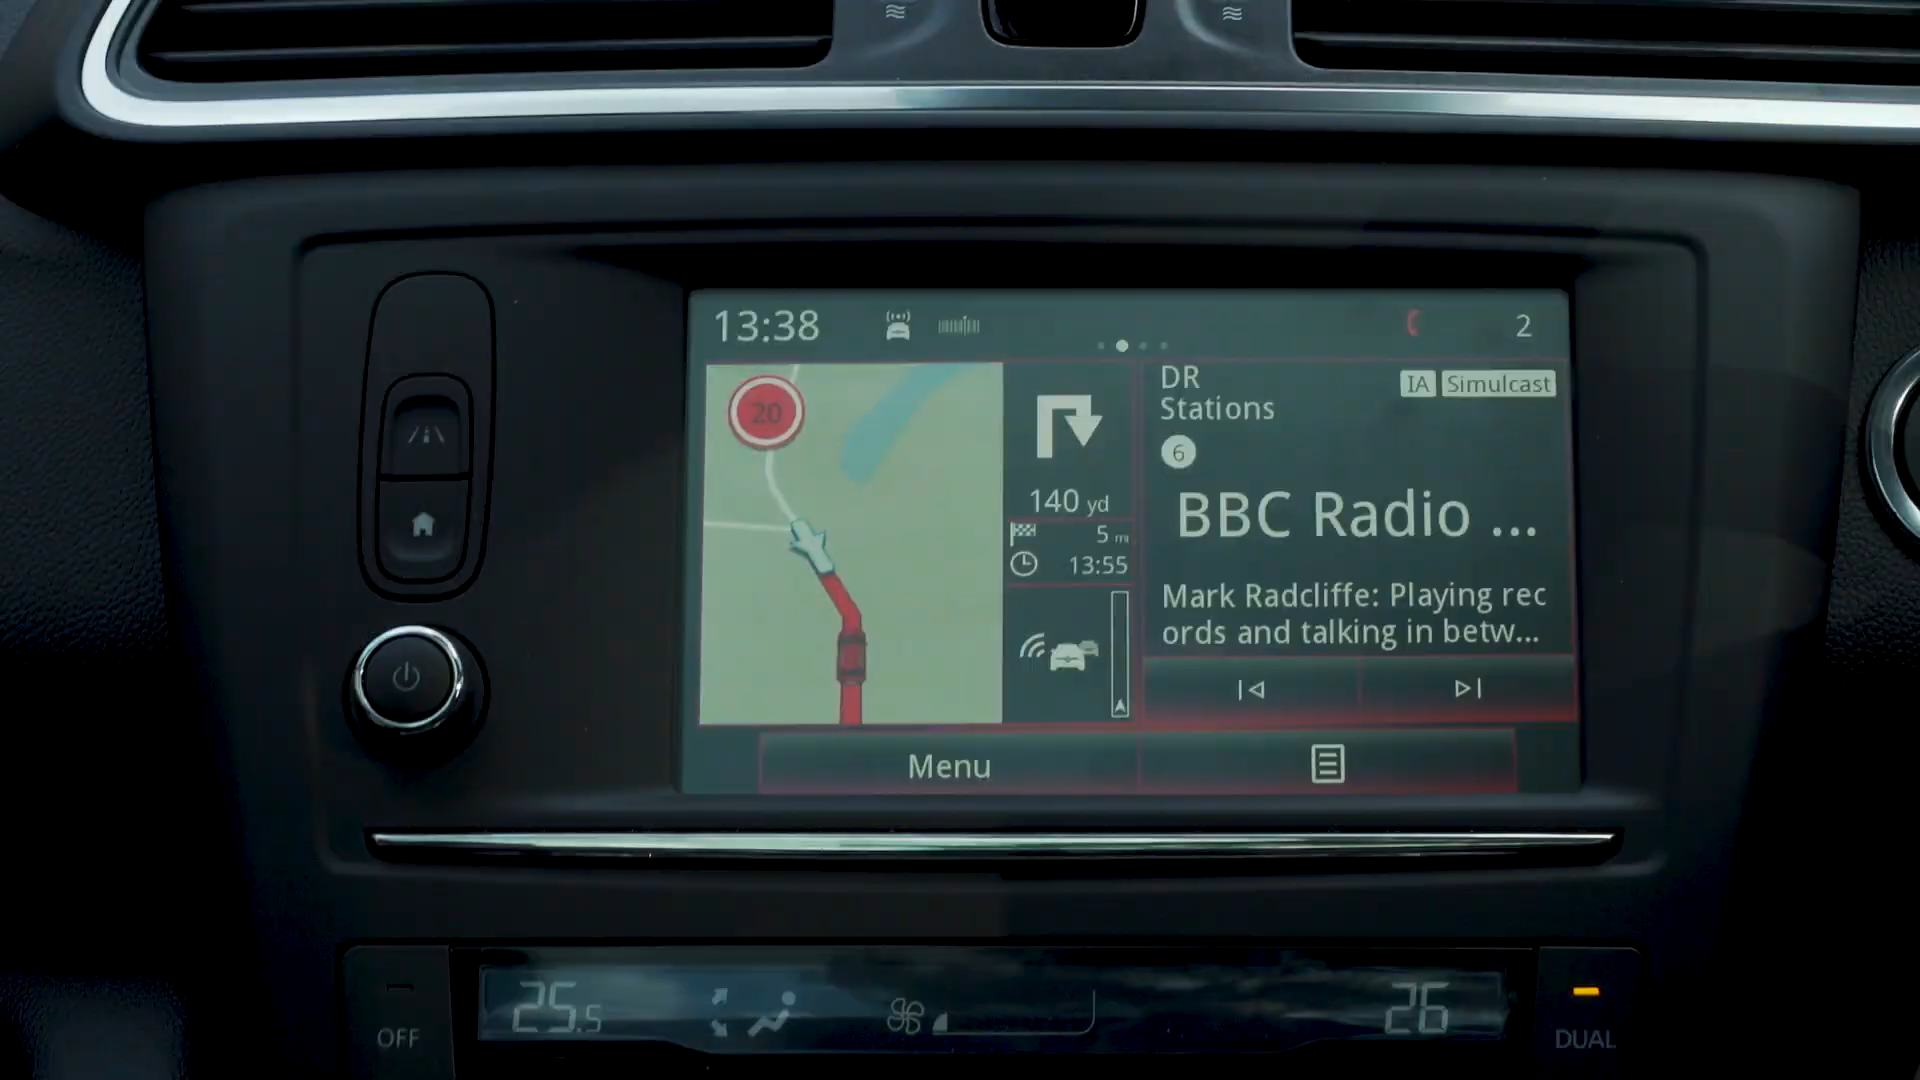 13:38
2
20
140 yd
5 mi
13:55
DR
Stations
IA Simulcast
6
BBC Radio ...
Mark Radcliffe: Playing rec
ords and talking in betw...
Menu
25.5
26
OFF
DUAL